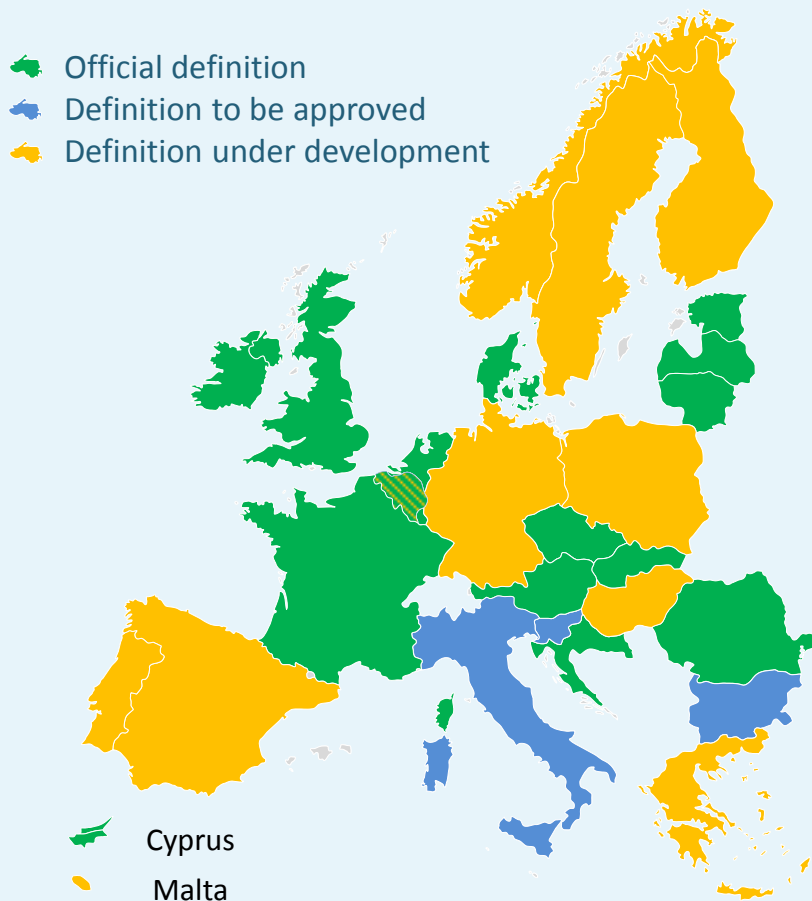 Official definition
Definition to be approved
Definition under development
Cyprus
Malta